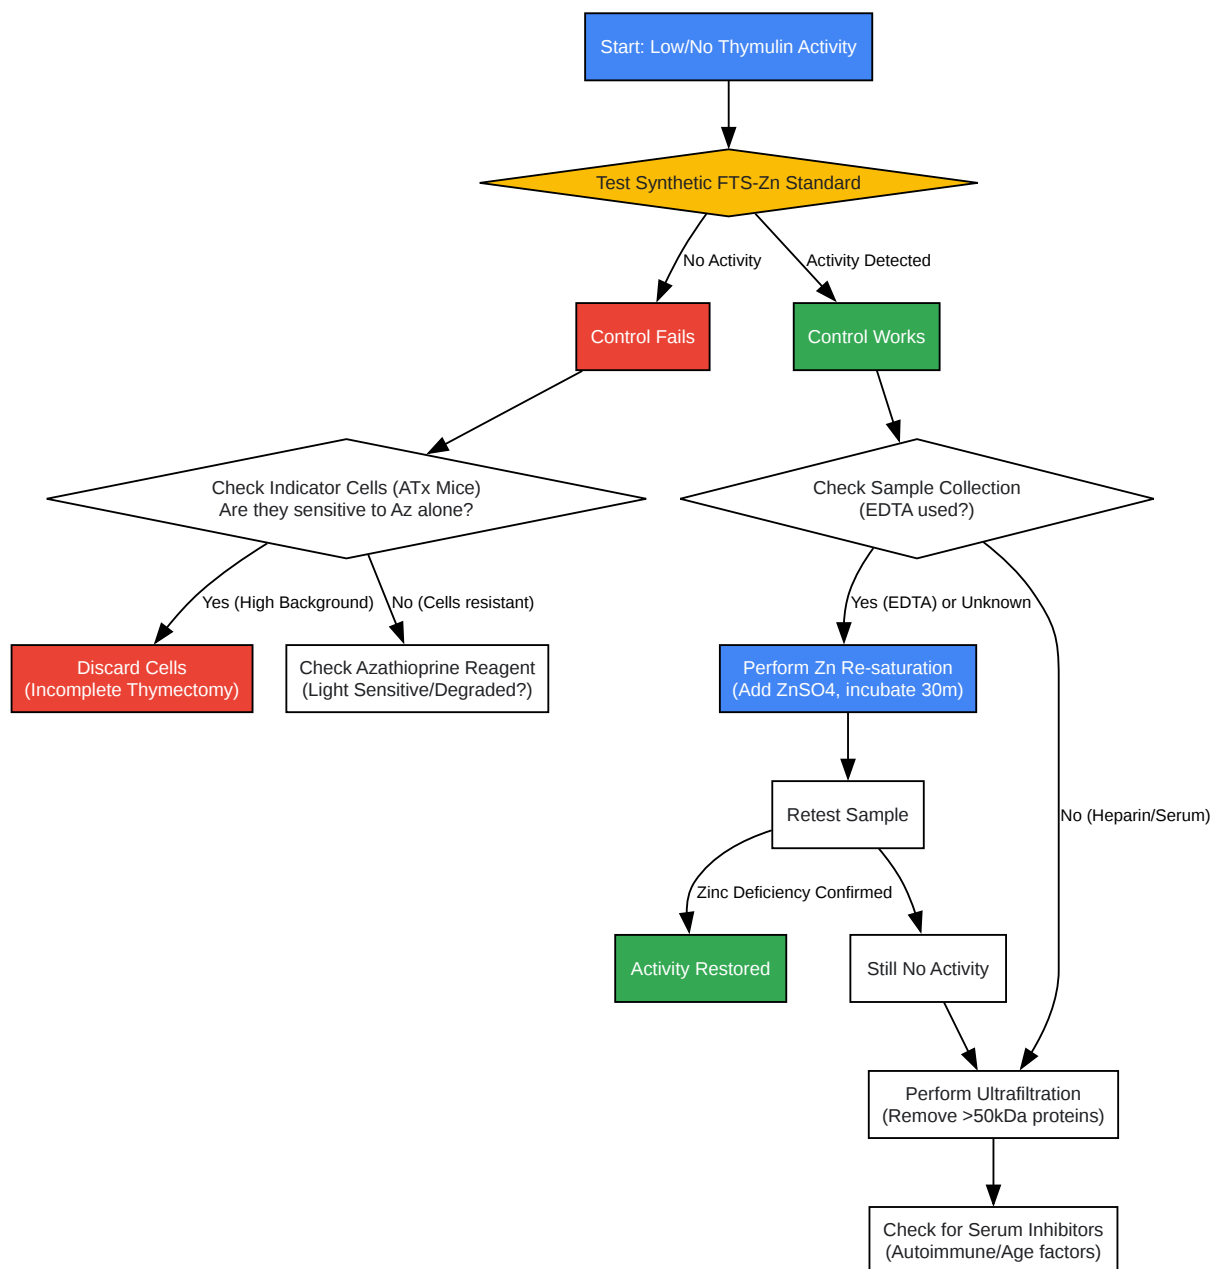 Start: Low/No Thymulin Activity
Test Synthetic FTS-Zn Standard
No Activity
Activity Detected
Control Fails
Control Works
Check Indicator Cells (ATx Mice)
Are they sensitive to Az alone?
Check Sample Collection
(EDTA used?)
Yes (High Background)
No (Cells resistant)
Yes (EDTA) or Unknown
No (Heparin/Serum)
Discard Cells
(Incomplete Thymectomy)
Check Azathioprine Reagent
(Light Sensitive/Degraded?)
Perform Zn Re-saturation
(Add ZnSO4, incubate 30m)
Retest Sample
Zinc Deficiency Confirmed
Activity Restored
Still No Activity
Perform Ultrafiltration
(Remove >50kDa proteins)
Check for Serum Inhibitors
(Autoimmune/Age factors)